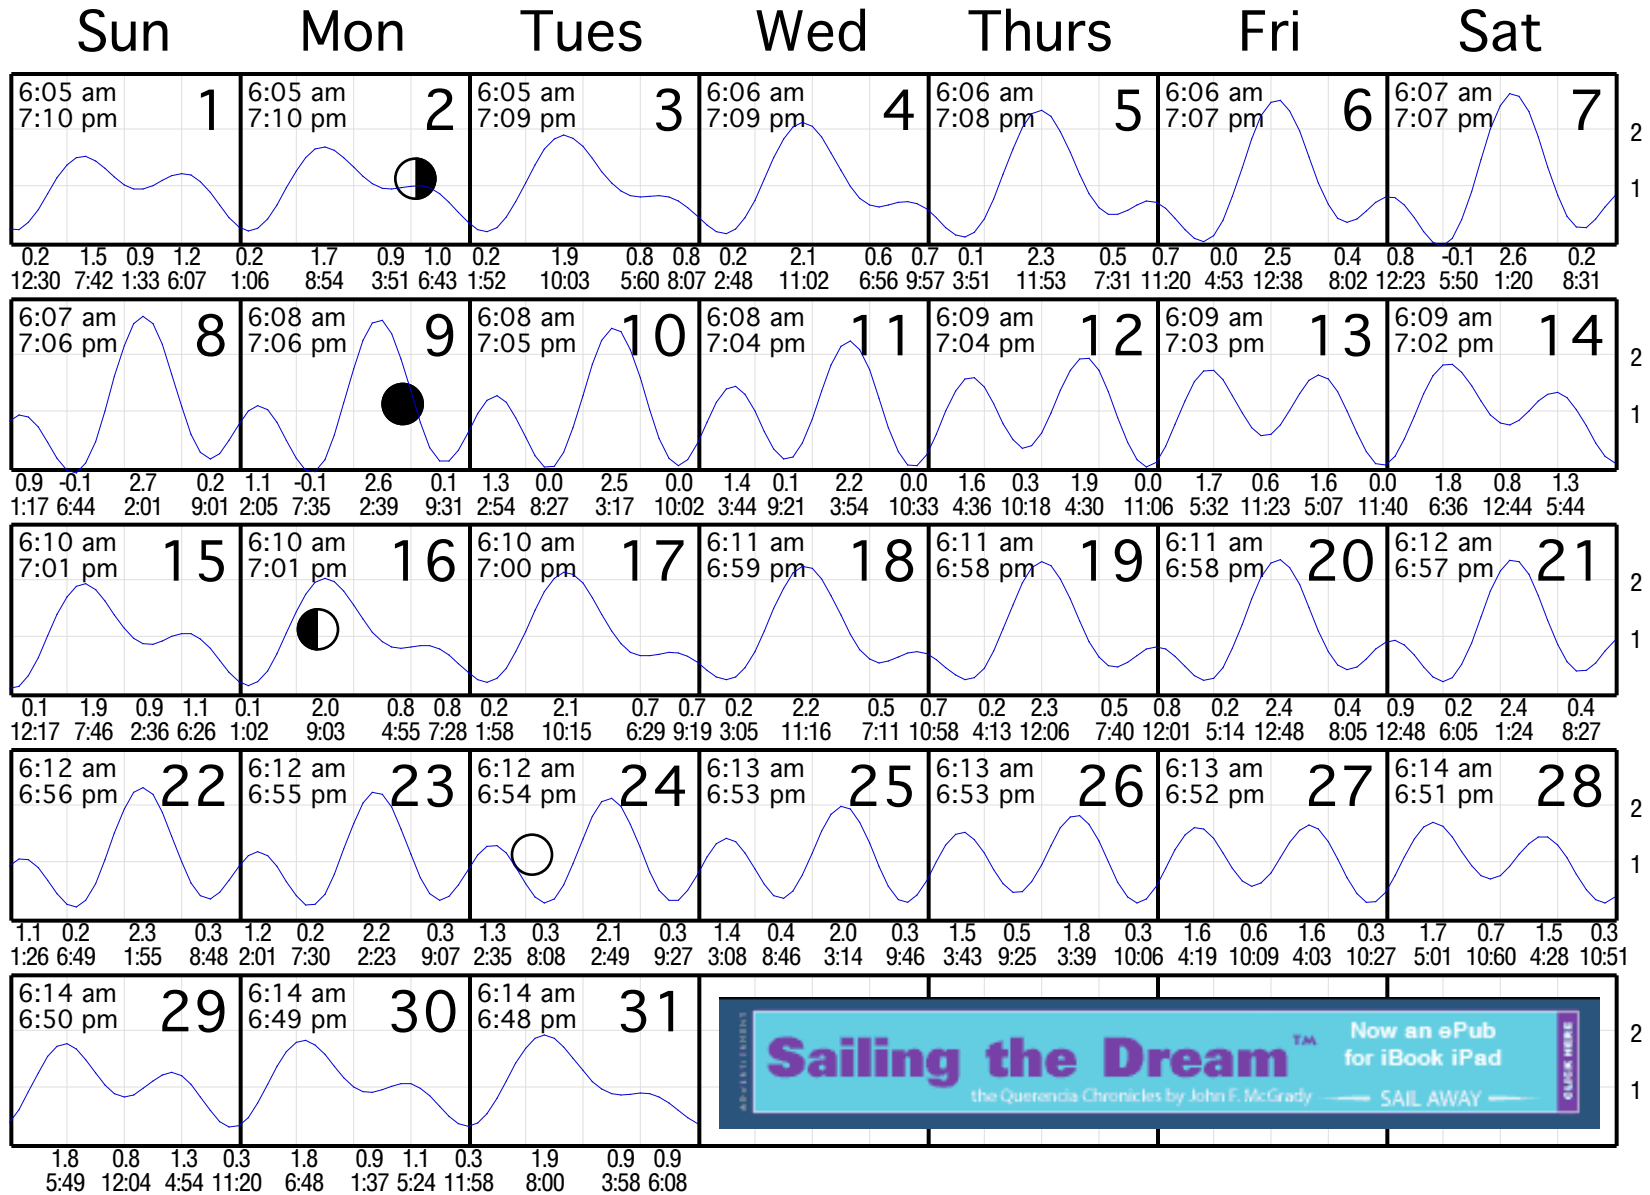 Sun Mon Tues Wed Thurs Fri Sat
6:05 am 6:05 am 6:05 am 6:06 am 6:06 am 6:06 am 6:07 am
7:10 pm 7:10 pm 7:09 pm 7:09 pm 7:08 pm 7:07 pm 7:07 pm
1 2 3 4 5 6 7
2
1
0.2 1.5 0.9 1.2 0.2 1.7 0.9 1.0 0.2 1.9 0.8 0.8 0.2 2.1 0.6 0.7 0.1 2.3 0.5 0.7 0.0 2.5 0.4 0.8 -0.1 2.6 0.2
12:30 7:42 1:33 6:07 1:06 8:54 3:51 6:43 1:52 10:03 5:60 8:07 2:48 11:02 6:56 9:57 3:51 11:53 7:31 11:20 4:53 12:38 8:02 12:23 5:50 1:20 8:31
6:07 am 6:08 am 6:08 am 6:08 am 6:09 am 6:09 am 6:09 am
7:06 pm 7:06 pm 7:05 pm 7:04 pm 7:04 pm 7:03 pm 7:02 pm
8 9 10 11 12 13 14
2
1
0.9 -0.1 2.7 0.2 1.1 -0.1 2.6 0.1 1.3 0.0 2.5 0.0 1.4 0.1 2.2 0.0 1.6 0.3 1.9 0.0 1.7 0.6 1.6 0.0 1.8 0.8 1.3
1:17 6:44 2:01 9:01 2:05 7:35 2:39 9:31 2:54 8:27 3:17 10:02 3:44 9:21 3:54 10:33 4:36 10:18 4:30 11:06 5:32 11:23 5:07 11:40 6:36 12:44 5:44
6:10 am 6:10 am 6:10 am 6:11 am 6:11 am 6:11 am 6:12 am
7:01 pm 7:01 pm 7:00 pm 6:59 pm 6:58 pm 6:58 pm 6:57 pm
15 16 17 18 19 20 21
2
1
0.1 1.9 0.9 1.1 0.1 2.0 0.8 0.8 0.2 2.1 0.7 0.7 0.2 2.2 0.5 0.7 0.2 2.3 0.5 0.8 0.2 2.4 0.4 0.9 0.2 2.4 0.4
12:17 7:46 2:36 6:26 1:02 9:03 4:55 7:28 1:58 10:15 6:29 9:19 3:05 11:16 7:11 10:58 4:13 12:06 7:40 12:01 5:14 12:48 8:05 12:48 6:05 1:24 8:27
6:12 am 6:12 am 6:12 am 6:13 am 6:13 am 6:13 am 6:14 am
6:56 pm 6:55 pm 6:54 pm 6:53 pm 6:53 pm 6:52 pm 6:51 pm
22 23 24 25 26 27 28
2
1
1.1 0.2 2.3 0.3 1.2 0.2 2.2 0.3 1.3 0.3 2.1 0.3 1.4 0.4 2.0 0.3 1.5 0.5 1.8 0.3 1.6 0.6 1.6 0.3 1.7 0.7 1.5 0.3
1:26 6:49 1:55 8:48 2:01 7:30 2:23 9:07 2:35 8:08 2:49 9:27 3:08 8:46 3:14 9:46 3:43 9:25 3:39 10:06 4:19 10:09 4:03 10:27 5:01 10:60 4:28 10:51
6:14 am 6:14 am 6:14 am
6:50 pm 6:49 pm 6:48 pm
29 30 31
2
1
ADVERTISEMENT
Sailing the Dream™
the Querencia Chronicles by John F. McGrady
Now an ePub
for iBook iPad
SAIL AWAY
CLICK HERE
1.8 0.8 1.3 0.3 1.8 0.9 1.1 0.3 1.9 0.9 0.9
5:49 12:04 4:54 11:20 6:48 1:37 5:24 11:58 8:00 3:58 6:08